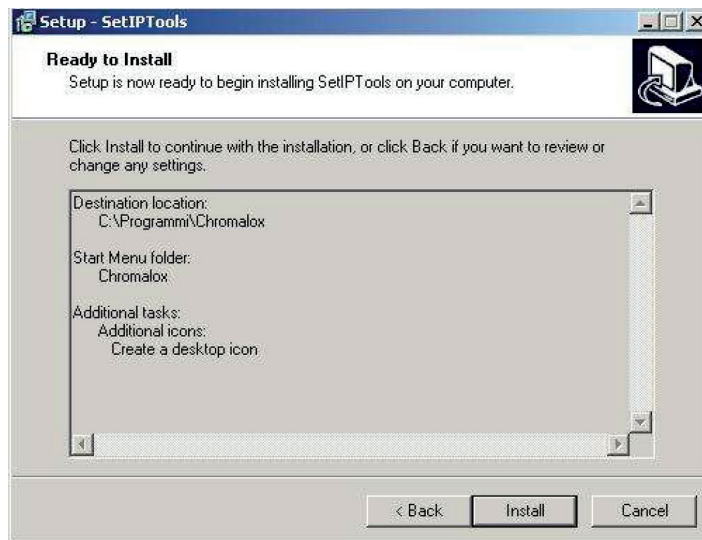 Setup - SetIPTools
Ready to Install
Setup is now ready to begin installing SetIPTools on your computer.
Click Install to continue with the installation, or click Back if you want to review or
change any settings.
Destination location:
C:\Programmi\Chromalox
Start Menu folder:
Chromalox
Additional tasks:
Additional icons:
Create a desktop icon
< Back
Install
Cancel